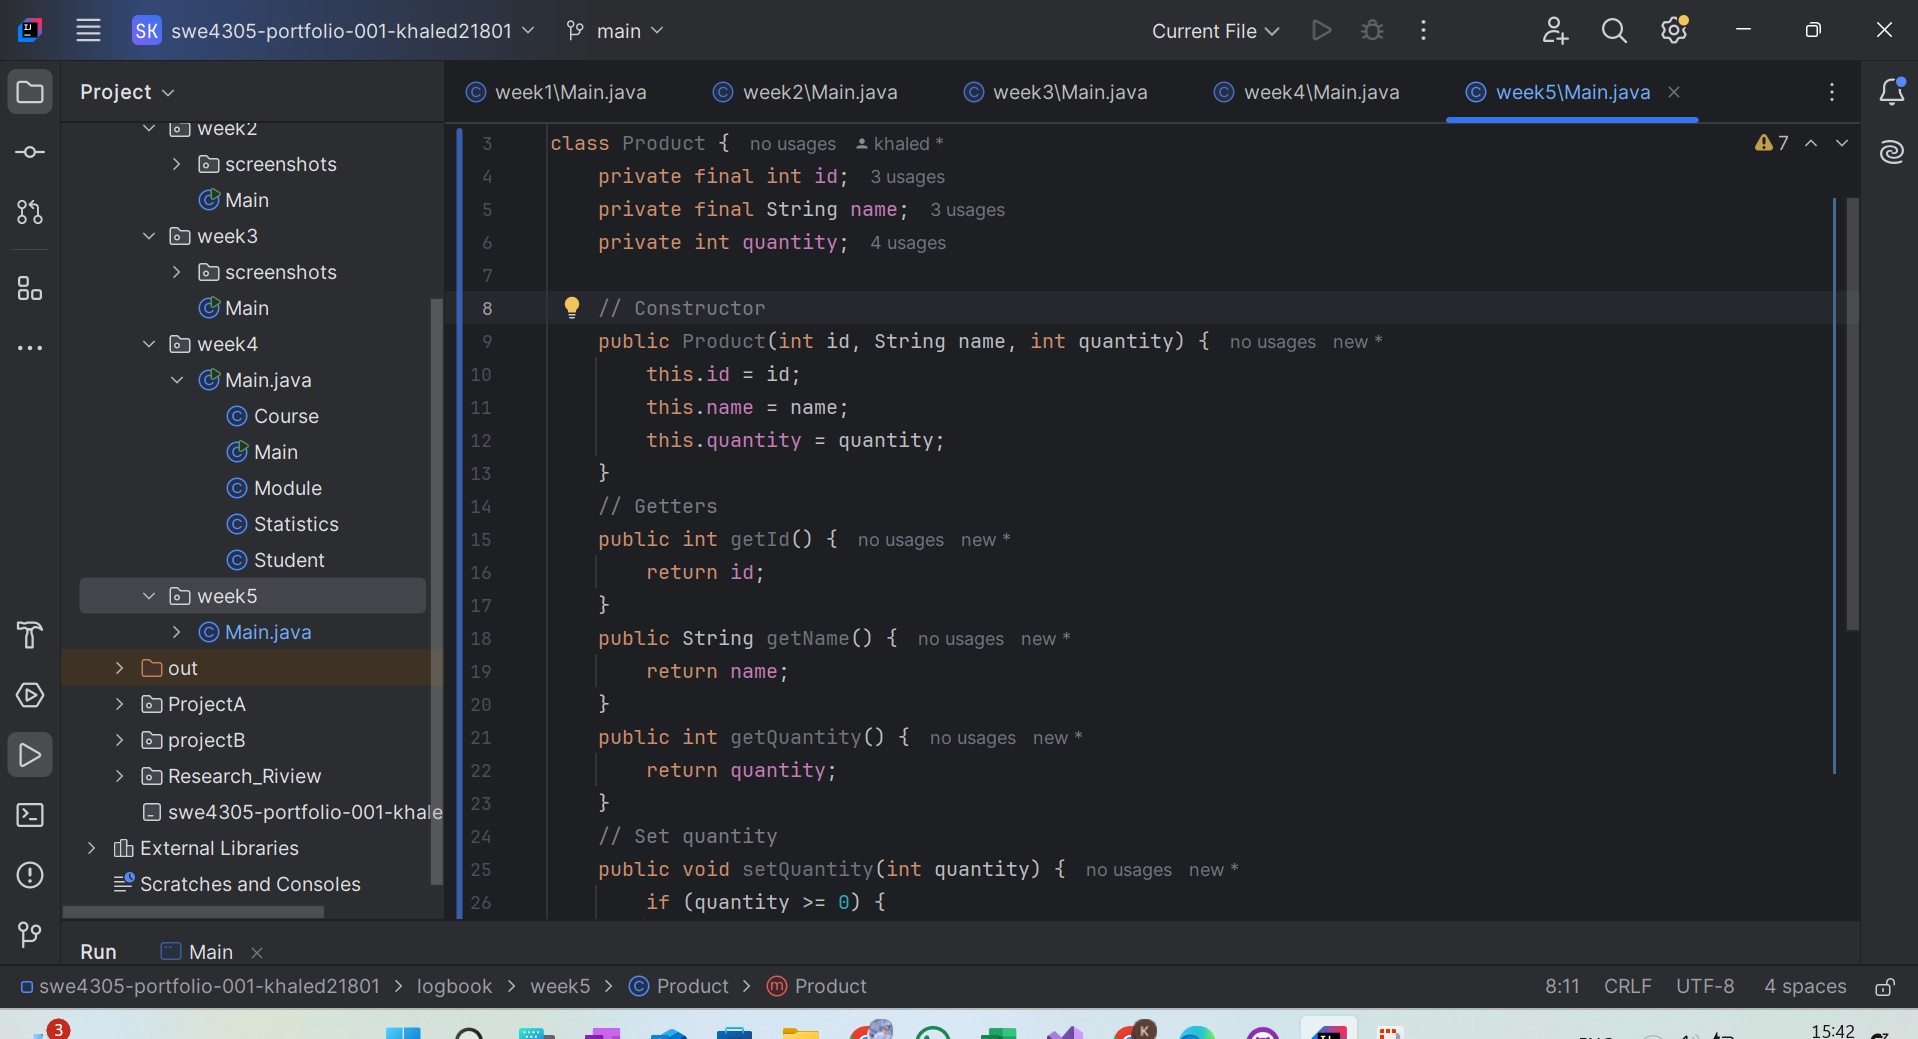 SK swe4305-portfolio-001-khaled21801 main Current File
Project
week1\Main.java week2\Main.java week3\Main.java week4\Main.java week5\Main.java
week2
screenshots
Main
week3
screenshots
Main
week4
Main.java
Course
Main
Module
Statistics
Student
week5
Main.java
out
ProjectA
projectB
Research_Riview
swe4305-portfolio-001-khale
External Libraries
Scratches and Consoles
3 class Product { no usages khaled *
4 private final int id; 3 usages
5 private final String name; 3 usages
6 private int quantity; 4 usages
7
8 // Constructor
9 public Product(int id, String name, int quantity) { no usages new *
10 this.id = id;
11 this.name = name;
12 this.quantity = quantity;
13 }
14 // Getters
15 public int getId() { no usages new *
16 return id;
17 }
18 public String getName() { no usages new *
19 return name;
20 }
21 public int getQuantity() { no usages new *
22 return quantity;
23 }
24 // Set quantity
25 public void setQuantity(int quantity) { no usages new *
26 if (quantity >= 0) {
7
Run Main
swe4305-portfolio-001-khaled21801 > logbook > week5 > Product > Product
8:11 CRLF UTF-8 4 spaces
3
K
15:42